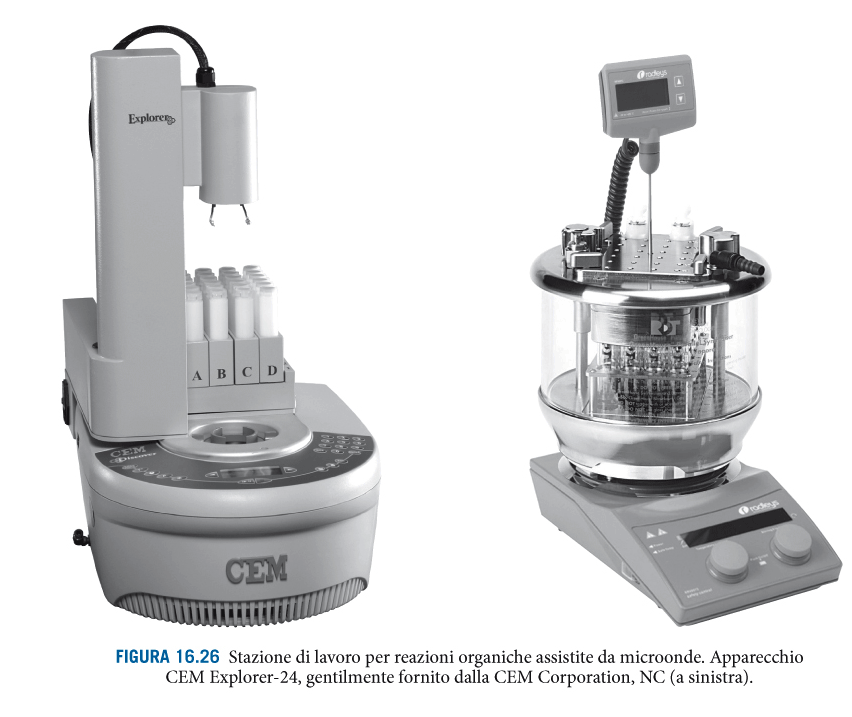 Explorer
radleys
A B C D
CEM
Discover
radleys
CEM
FIGURA 16.26 Stazione di lavoro per reazioni organiche assistite da microonde. Apparecchio
CEM Explorer-24, gentilmente fornito dalla CEM Corporation, NC (a sinistra).